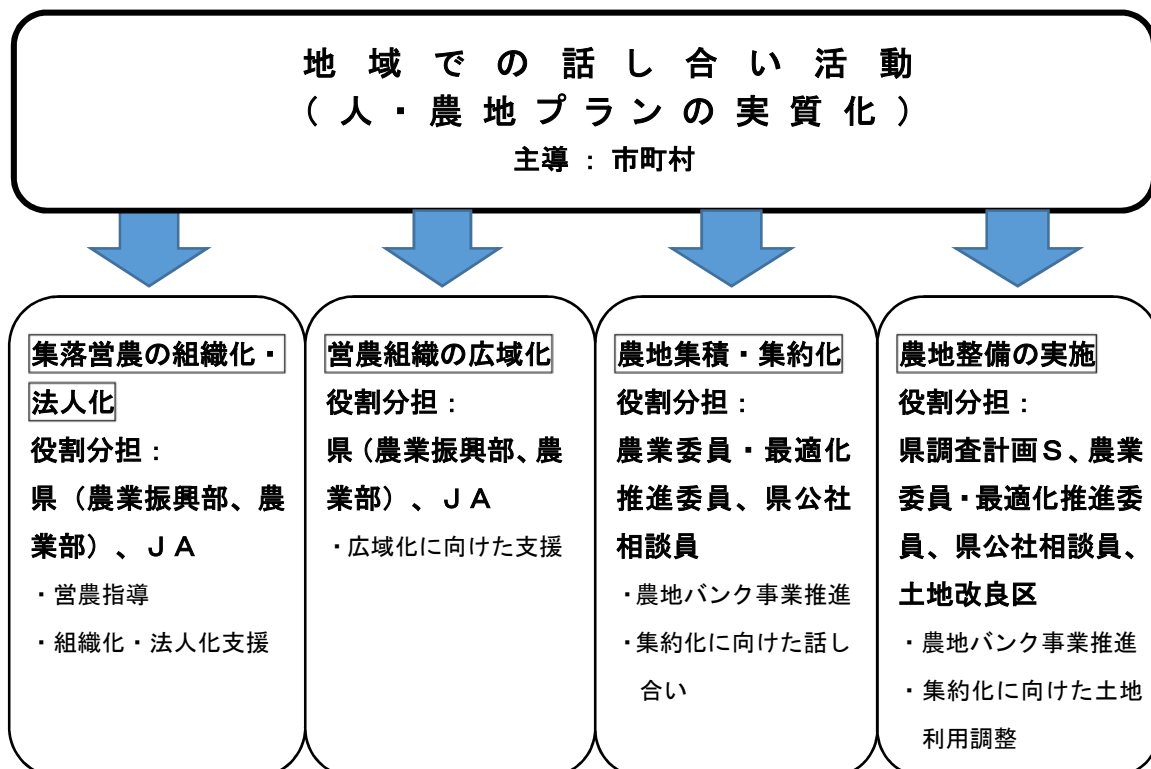 地域での話し合い活動
(人・農地プランの実質化)
主導:市町村
集落営農の組織化・
法人化
役割分担:
県(農業振興部、農
業部)、JA
・営農指導
・組織化・法人化支援
営農組織の広域化
役割分担:
県(農業振興部、農
業部)、JA
・広域化に向けた支援
農地集積・集約化
役割分担:
農業委員・最適化
推進委員、県公社
相談員
・農地バンク事業推進
・集約化に向けた話し
合い
農地整備の実施
役割分担:
県調査計画S、農業
委員・最適化推進委
員、県公社相談員、
土地改良区
・農地バンク事業推進
・集約化に向けた土地
利用調整